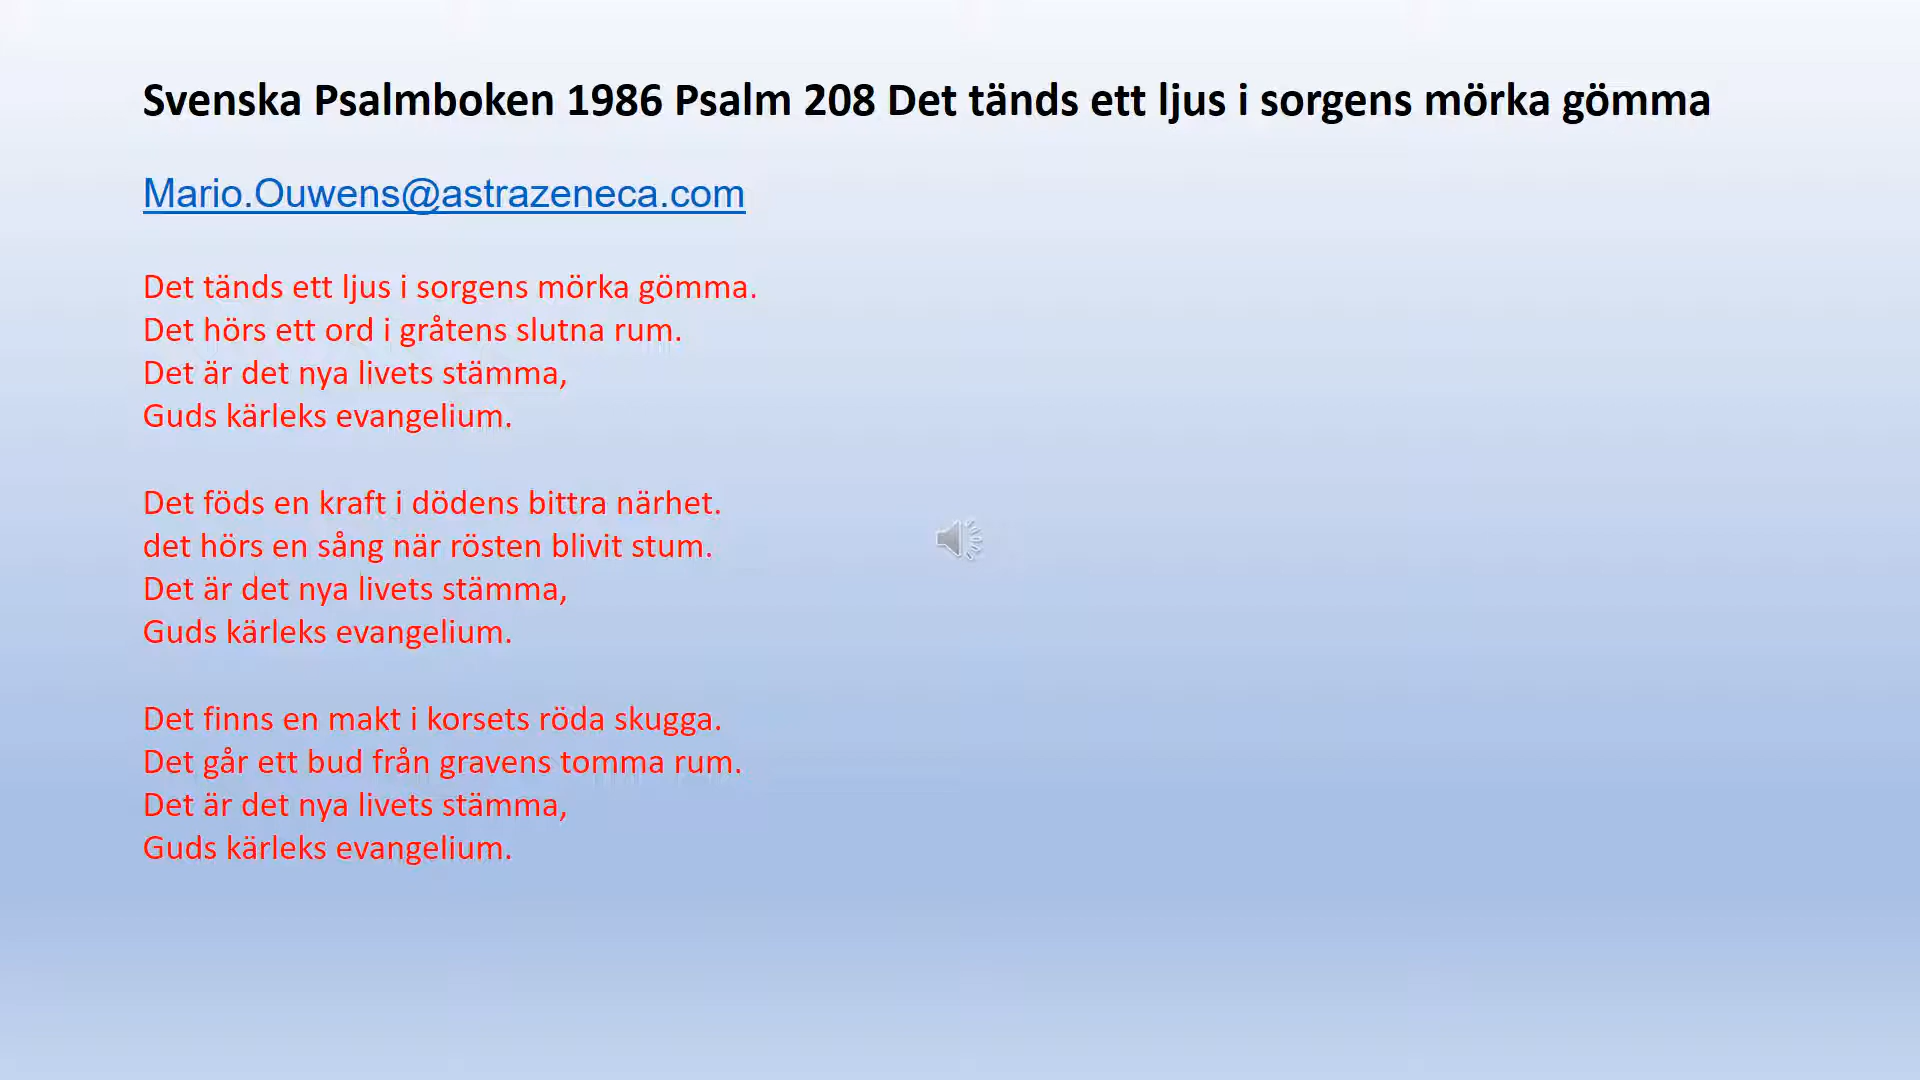 Svenska Psalmboken 1986 Psalm 208 Det tänds ett ljus i sorgens mörka gömma
Mario.Ouwens@astrazeneca.com
Det tänds ett ljus i sorgens mörka gömma.
Det hörs ett ord i gråtens slutna rum.
Det är det nya livets stämma,
Guds kärleks evangelium.
Det föds en kraft i dödens bittra närhet.
det hörs en sång när rösten blivit stum.
Det är det nya livets stämma,
Guds kärleks evangelium.
Det finns en makt i korsets röda skugga.
Det går ett bud från gravens tomma rum.
Det är det nya livets stämma,
Guds kärleks evangelium.